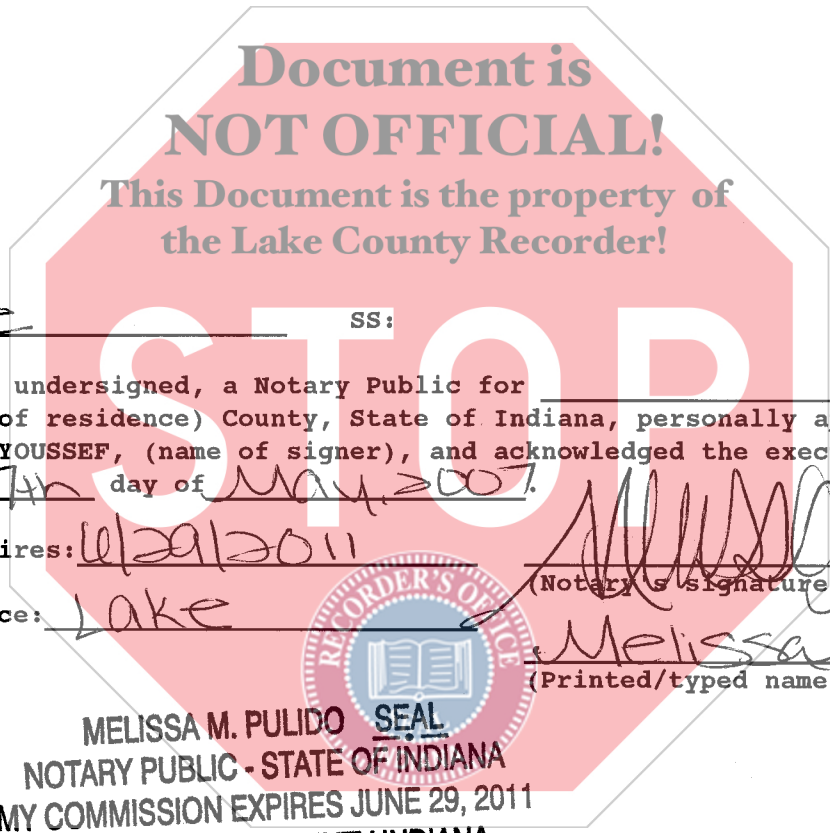 Document is
NOT OFFICIAL!
This Document is the property of
the Lake County Recorder!
STOP
SS:
undersigned, a Notary Public for
of residence) County, State of Indiana, personally a
YOUSSEF, (name of signer), and acknowledged the exec
7th day of May, 2007.
ires: 6/29/2011
(Notary's signature
ce: Lake
RECORDER'S OFFICE
Melissa
(Printed/typed name
MELISSA M. PULIDO SEAL
NOTARY PUBLIC - STATE OF INDIANA
MY COMMISSION EXPIRES JUNE 29, 2011